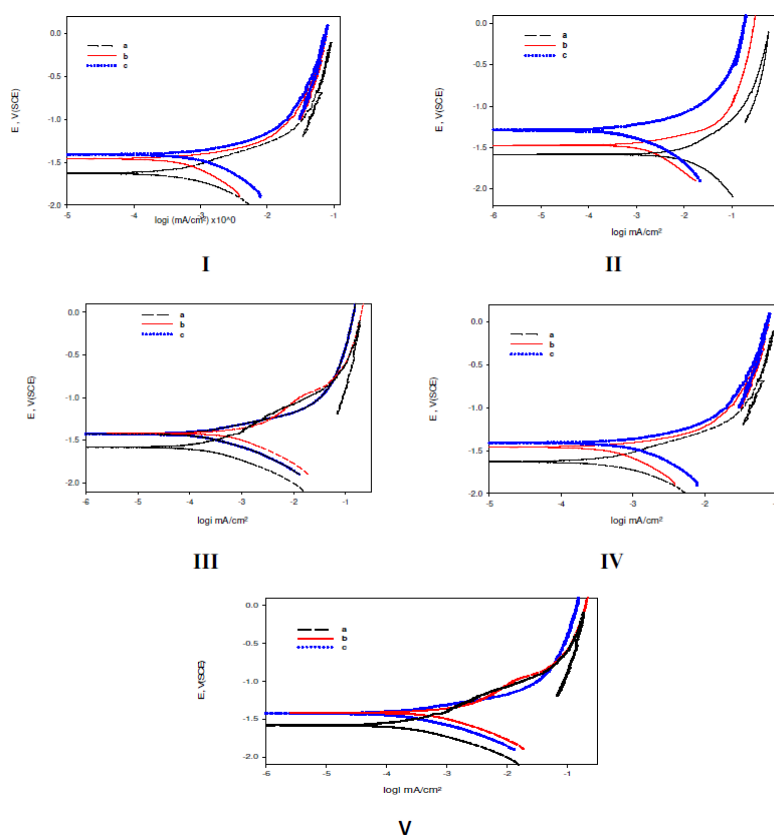 0.0
-0.5
-1.0
-1.5
-2.0
E , V(SCE)
a
b
c
-5 -4 -3 -2 -1
logi (mA/cm²) x10^0
I
0.0
-0.5
-1.0
-1.5
-2.0
E , V(SCE)
a
b
c
-6 -5 -4 -3 -2 -1
logi mA/cm²
II
0.0
-0.5
-1.0
-1.5
-2.0
E , V(SCE)
a
b
c
-6 -5 -4 -3 -2 -1
logi mA/cm²
III
0.0
-0.5
-1.0
-1.5
-2.0
E , V(SCE)
a
b
c
-5 -4 -3 -2 -1
logi mA/cm²
IV
0.0
-0.5
-1.0
-1.5
-2.0
E, V(SCE)
a
b
c
-6 -5 -4 -3 -2 -1
logi mA/cm²
V